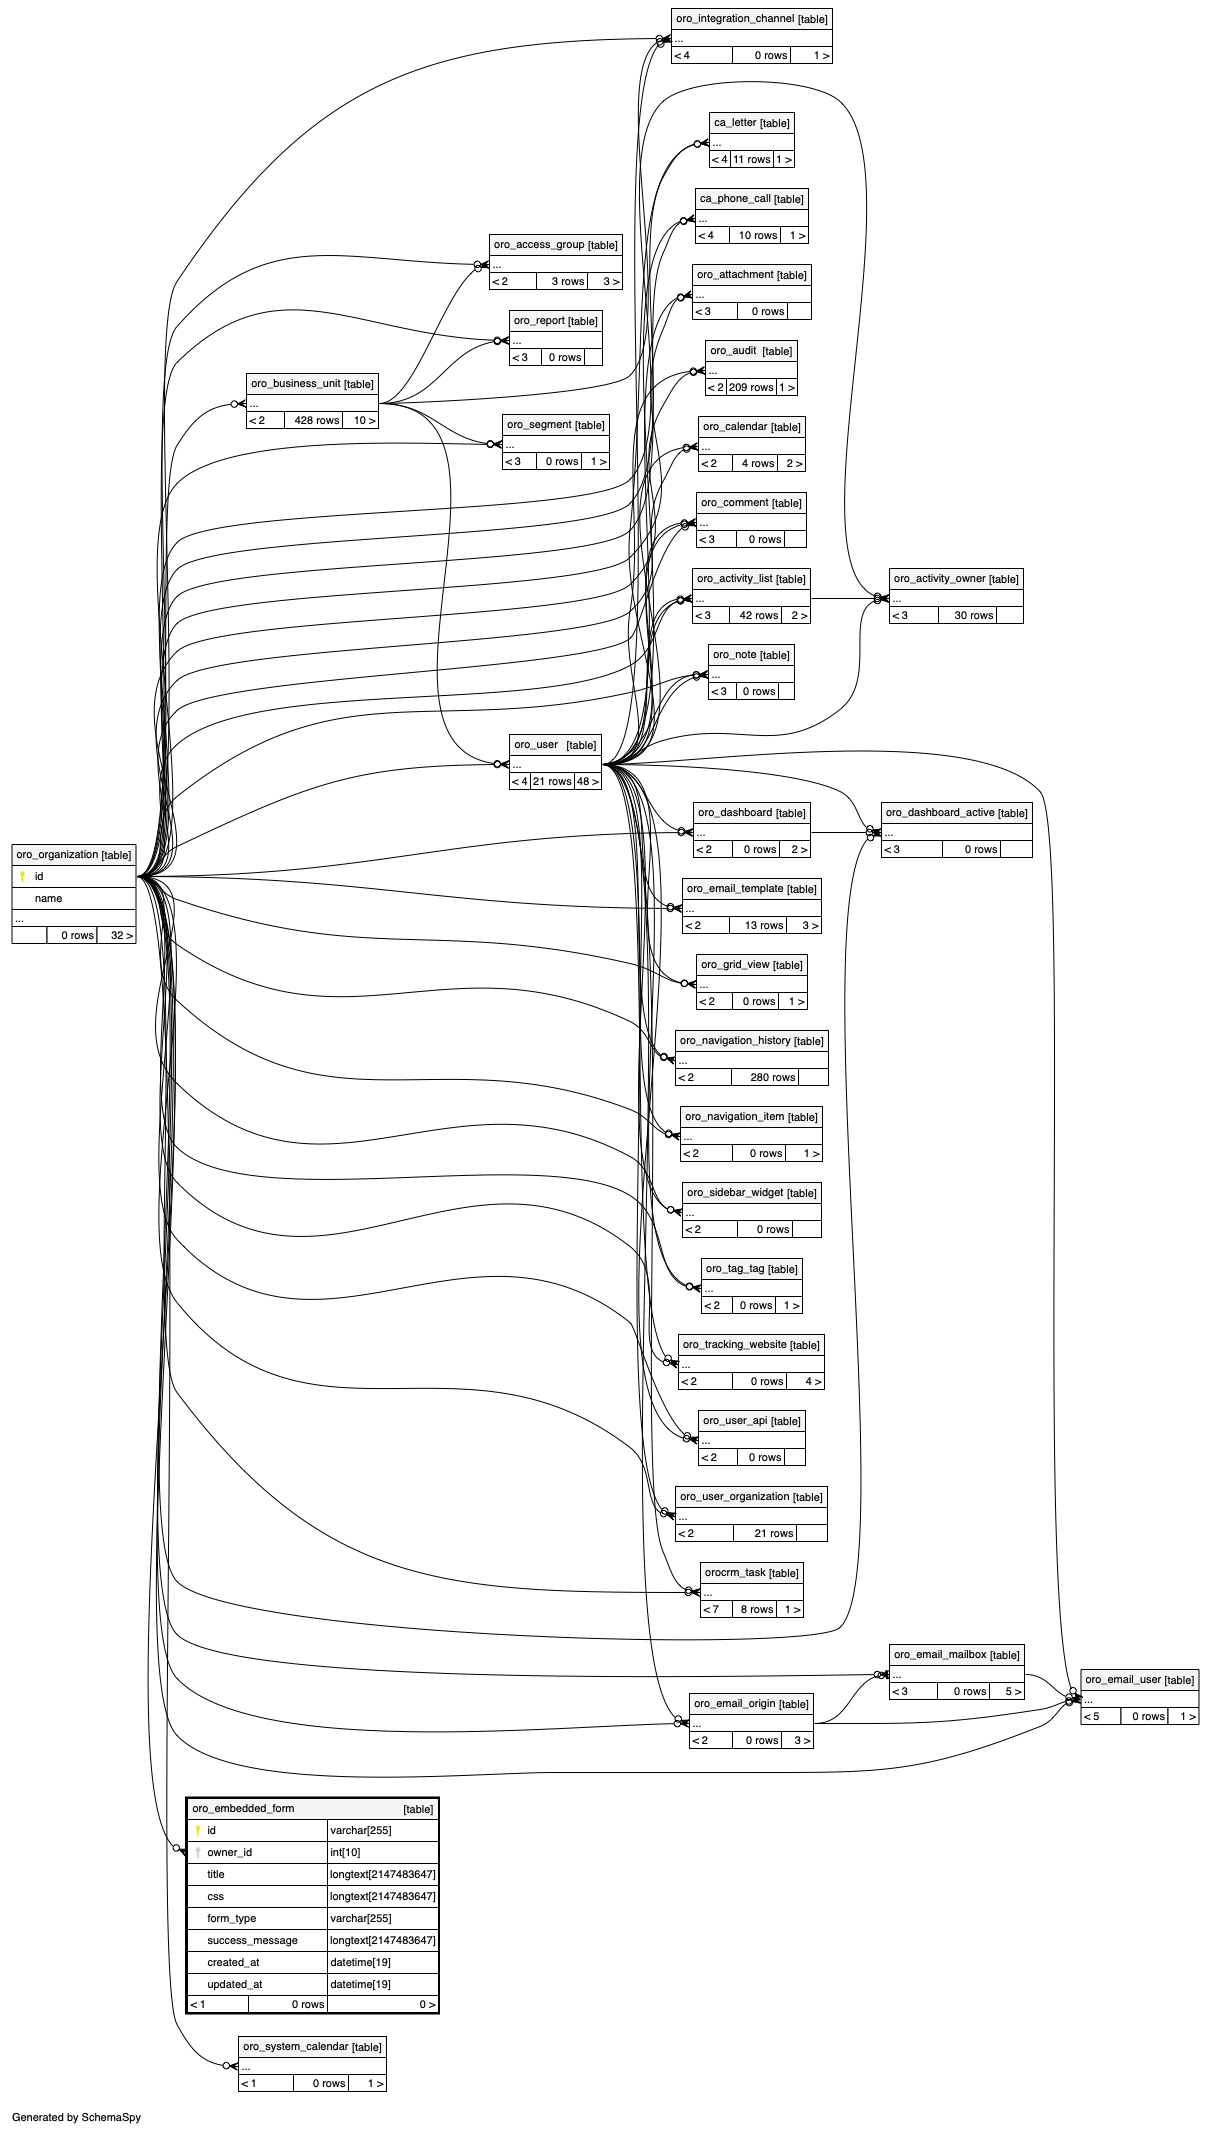 oro_integration_channel [table]
...
< 4 0 rows 1 >
ca_letter [table]
...
< 4 11 rows 1 >
ca_phone_call [table]
...
< 4 10 rows 1 >
oro_access_group [table]
...
< 2 3 rows 3 >
oro_attachment [table]
...
< 3 0 rows
oro_report [table]
...
< 3 0 rows
oro_audit [table]
...
< 2 209 rows 1 >
oro_business_unit [table]
...
< 2 428 rows 10 >
oro_segment [table]
...
< 3 0 rows 1 >
oro_calendar [table]
...
< 2 4 rows 2 >
oro_comment [table]
...
< 3 0 rows
oro_activity_list [table]
...
< 3 42 rows 2 >
oro_activity_owner [table]
...
< 3 30 rows
oro_note [table]
...
< 3 0 rows
oro_user [table]
...
< 4 21 rows 48 >
oro_dashboard [table]
...
< 2 0 rows 2 >
oro_dashboard_active [table]
...
< 3 0 rows
oro_organization [table]
id
name
...
0 rows 32 >
oro_email_template [table]
...
< 2 13 rows 3 >
oro_grid_view [table]
...
< 2 0 rows 1 >
oro_navigation_history [table]
...
< 2 280 rows
oro_navigation_item [table]
...
< 2 0 rows 1 >
oro_sidebar_widget [table]
...
< 2 0 rows
oro_tag_tag [table]
...
< 2 0 rows 1 >
oro_tracking_website [table]
...
< 2 0 rows 4 >
oro_user_api [table]
...
< 2 0 rows
oro_user_organization [table]
...
< 2 21 rows
orocrm_task [table]
...
< 7 8 rows 1 >
oro_email_mailbox [table]
...
< 3 0 rows 5 >
oro_email_user [table]
...
< 5 0 rows 1 >
oro_email_origin [table]
...
< 2 0 rows 3 >
oro_embedded_form [table]
id varchar[255]
owner_id int[10]
title longtext[2147483647]
css longtext[2147483647]
form_type varchar[255]
success_message longtext[2147483647]
created_at datetime[19]
updated_at datetime[19]
< 1 0 rows 0 >
oro_system_calendar [table]
...
< 1 0 rows 1 >
Generated by SchemaSpy